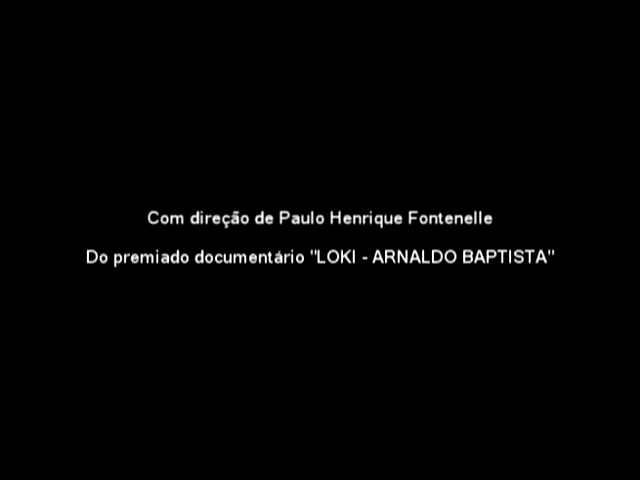 Com direção de Paulo Henrique Fontenelle
Do premiado documentário "LOKI - ARNALDO BAPTISTA"